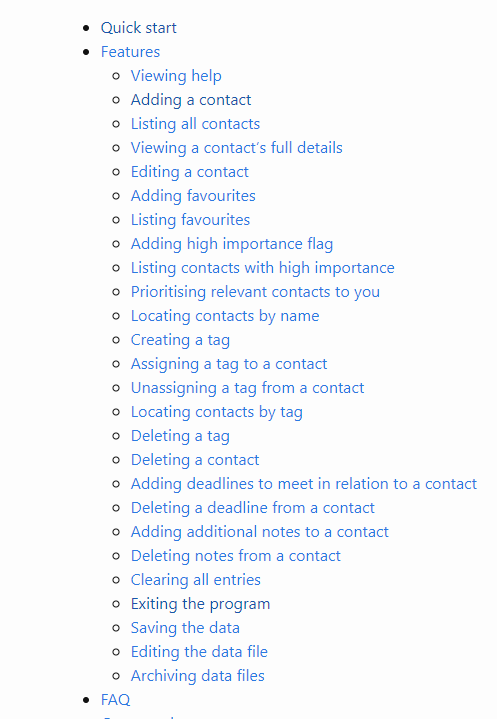 Quick start
Features
Viewing help
Adding a contact
Listing all contacts
Viewing a contact's full details
Editing a contact
Adding favourites
Listing favourites
Adding high importance flag
Listing contacts with high importance
Prioritising relevant contacts to you
Locating contacts by name
Creating a tag
Assigning a tag to a contact
Unassigning a tag from a contact
Locating contacts by tag
Deleting a tag
Deleting a contact
Adding deadlines to meet in relation to a contact
Deleting a deadline from a contact
Adding additional notes to a contact
Deleting notes from a contact
Clearing all entries
Exiting the program
Saving the data
Editing the data file
Archiving data files
FAQ